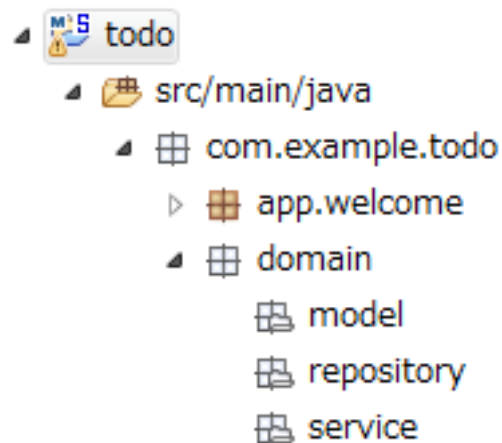 todo
src/main/java
com.example.todo
app.welcome
domain
model
repository
service